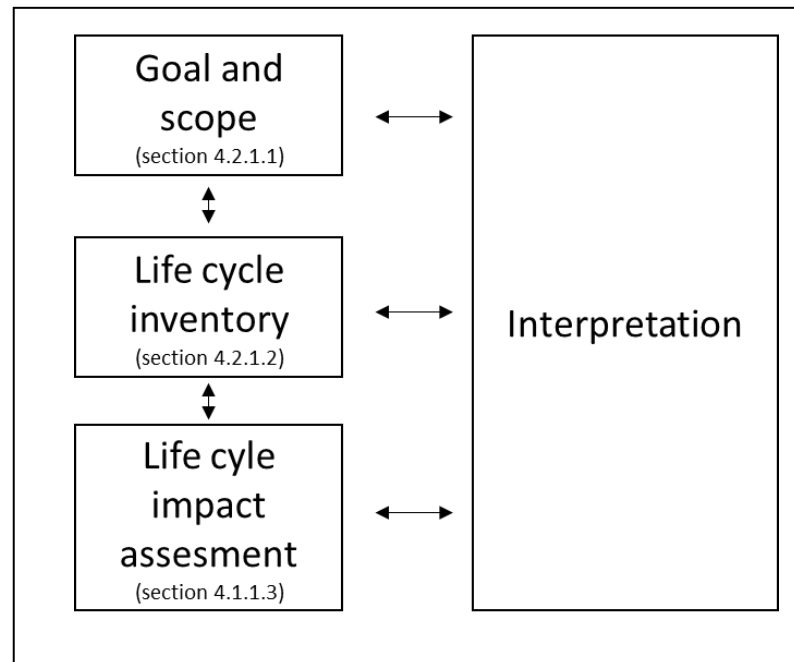 Goal and
scope
(section 4.2.1.1)
Life cycle
inventory
(section 4.2.1.2)
Interpretation
Life cyle
impact
assesment
(section 4.1.1.3)